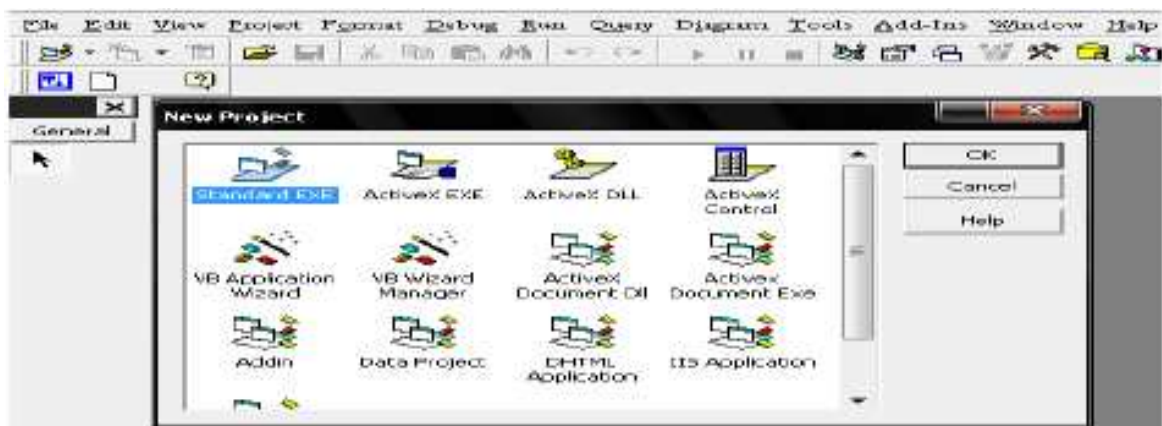 File Edit View Project Format Debug Run Query Diagram Tools Add-Ins Window Help
General
New Project
Standard EXE ActiveX EXE ActiveX DLL ActiveX Control
VB Application Wizard VB Wizard Manager ActiveX Document Dll Activex Document Exe
Addin Data Project DHTML Application IIS Application
OK
Cancel
Help